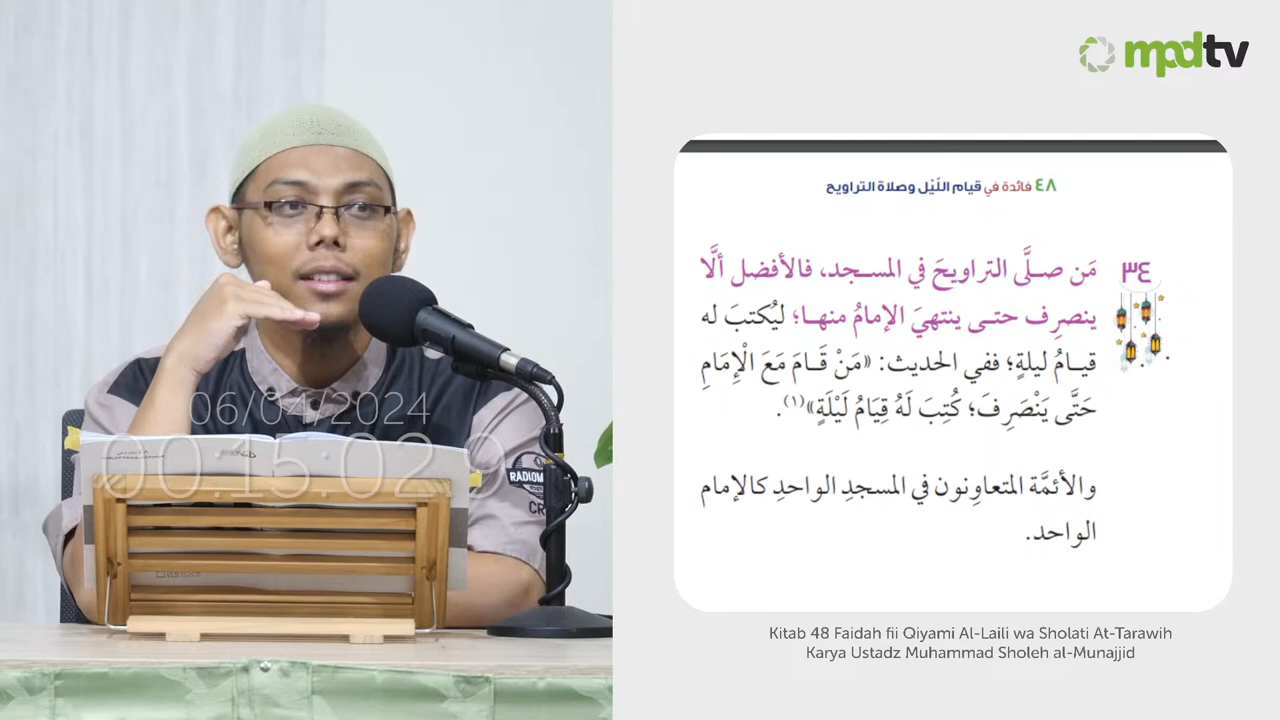 mpdtv
٤٨ فائدة في قيام اللَّيْل وصلاة التراويح
٣٤
مَن صلَّى التراويحَ في المسجد، فالأفضل ألَّا
ينصرِف حتى ينتهيَ الإمامُ منها؛ ليُكتبَ له
قيامُ ليلةٍ؛ ففي الحديث: «مَنْ قَامَ مَعَ الْإِمَامِ
حَتَّى يَنْصَرِفَ؛ كُتِبَ لَهُ قِيَامُ لَيْلَةٍ»(١).
والأئمَّة المتعاوِنون في المسجدِ الواحدِ كالإمام
الواحد.
Kitab 48 Faidah fii Qiyami Al-Laili wa Sholati At-Tarawih
Karya Ustadz Muhammad Sholeh al-Munajjid
06/04/2024
00.15.02.9